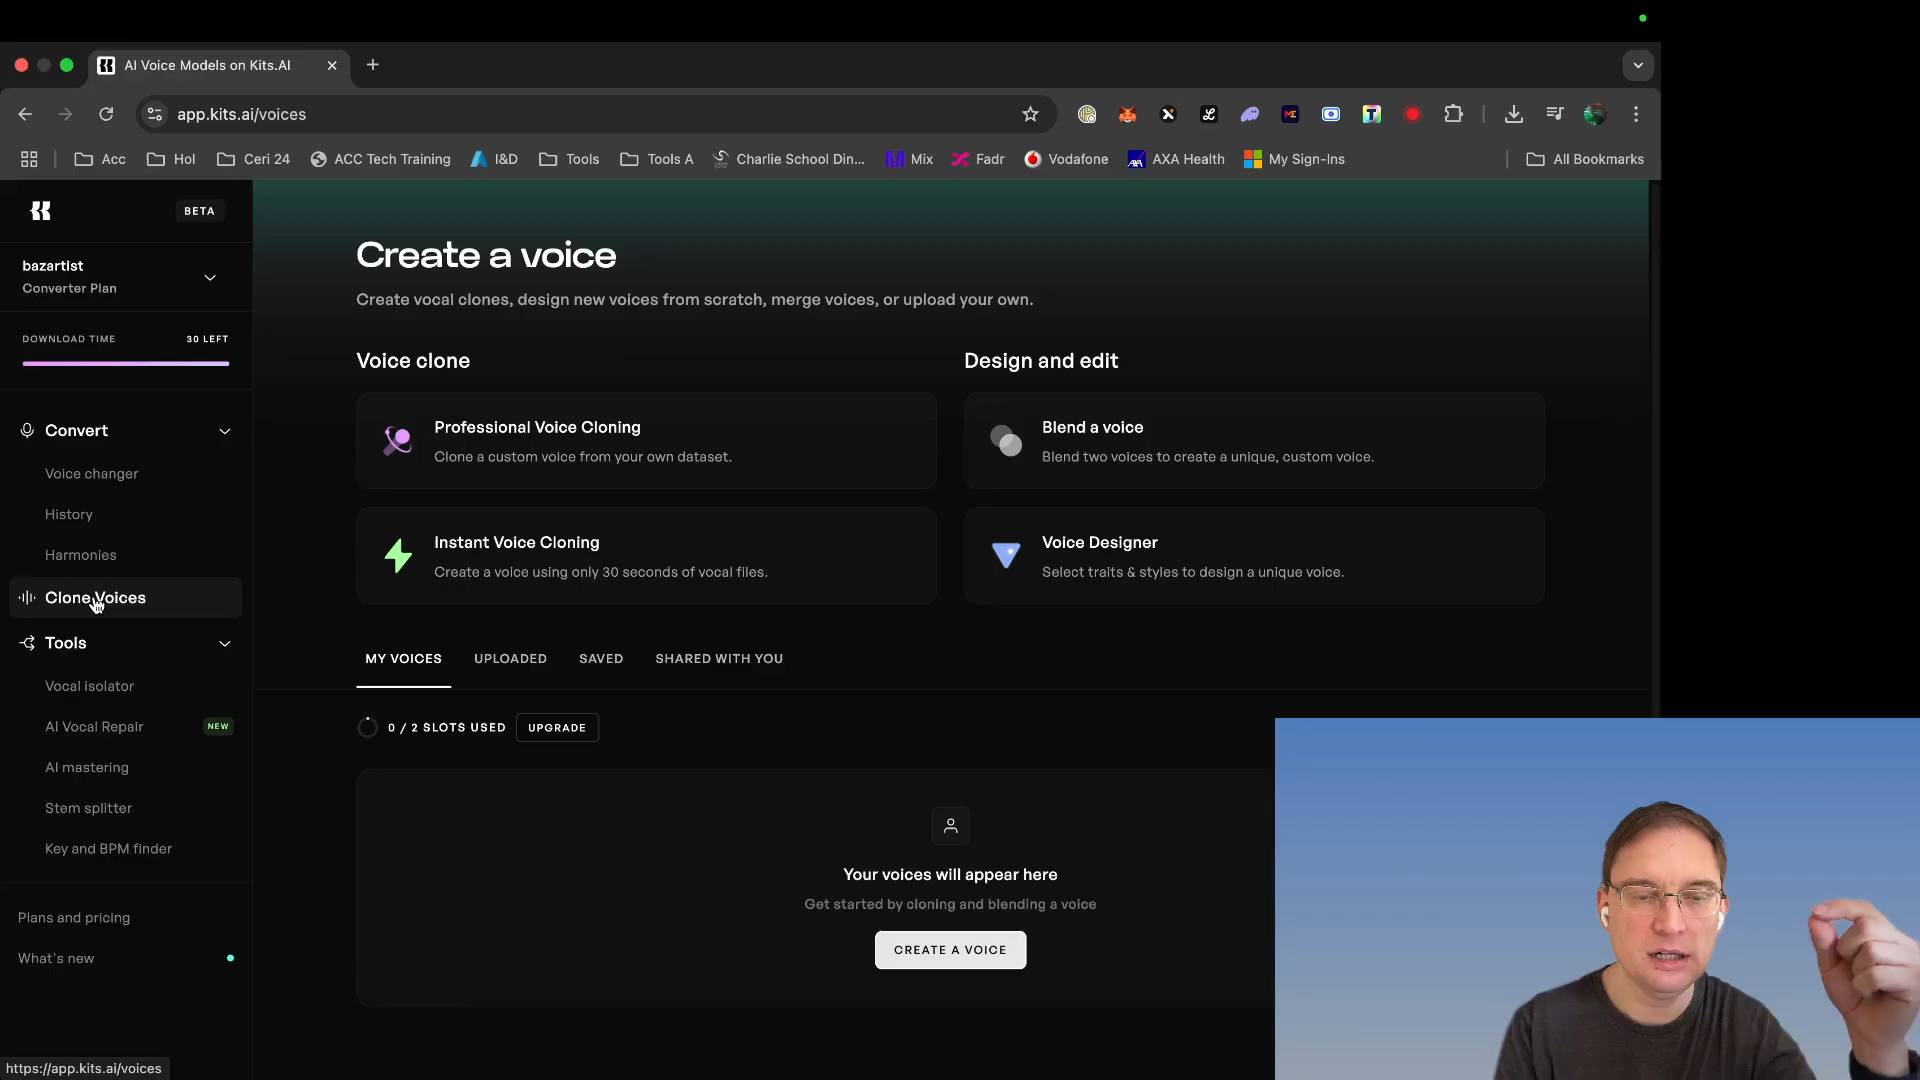 AI Voice Models on Kits.AI
app.kits.ai/voices
Acc
Hol
Ceri 24
ACC Tech Training
I&D
Tools
Tools A
Charlie School Din...
Mix
Fadr
Vodafone
AXA Health
My Sign-Ins
All Bookmarks
BETA
bazartist
Converter Plan
DOWNLOAD TIME
30 LEFT
Convert
Voice changer
History
Harmonies
Clone Voices
Tools
Vocal isolator
AI Vocal Repair
NEW
AI mastering
Stem splitter
Key and BPM finder
Plans and pricing
What's new
https://app.kits.ai/voices
Create a voice
Create vocal clones, design new voices from scratch, merge voices, or upload your own.
Voice clone
Professional Voice Cloning
Clone a custom voice from your own dataset.
Instant Voice Cloning
Create a voice using only 30 seconds of vocal files.
Design and edit
Blend a voice
Blend two voices to create a unique, custom voice.
Voice Designer
Select traits & styles to design a unique voice.
MY VOICES
UPLOADED
SAVED
SHARED WITH YOU
0 / 2 SLOTS USED
UPGRADE
Your voices will appear here
Get started by cloning and blending a voice
CREATE A VOICE